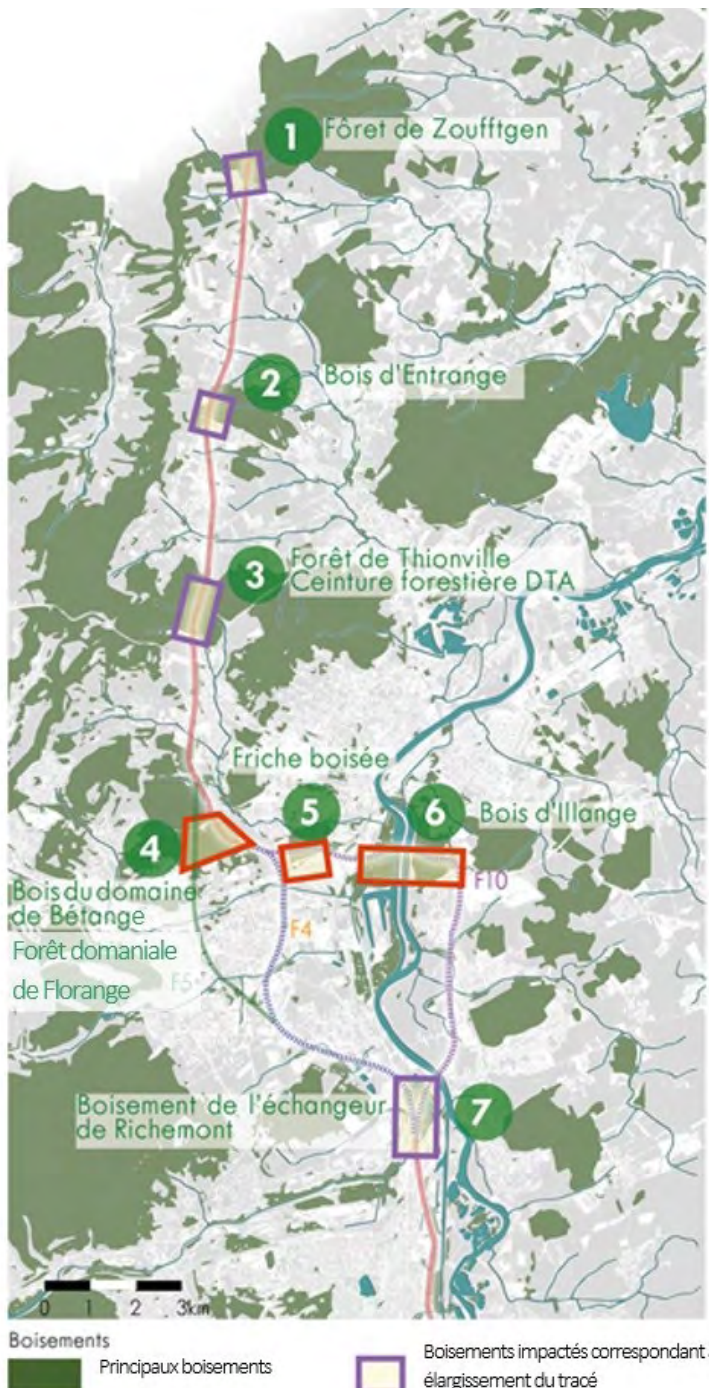 1 Fôret de Zoufftgen
2 Bois d'Entrange
3 Forêt de Thionville
Ceinture forestière DTA
Friche boisée
5
6 Bois d'Illange
4
Bois du domaine
de Bétange
Forêt domaniale
de Florange
F10
F4
F5
Boisement de l'échangeur
de Richemont
7
0 1 2 3km
Boisements
Principaux boisements
Boisements impactés correspondant
élargissement du tracé